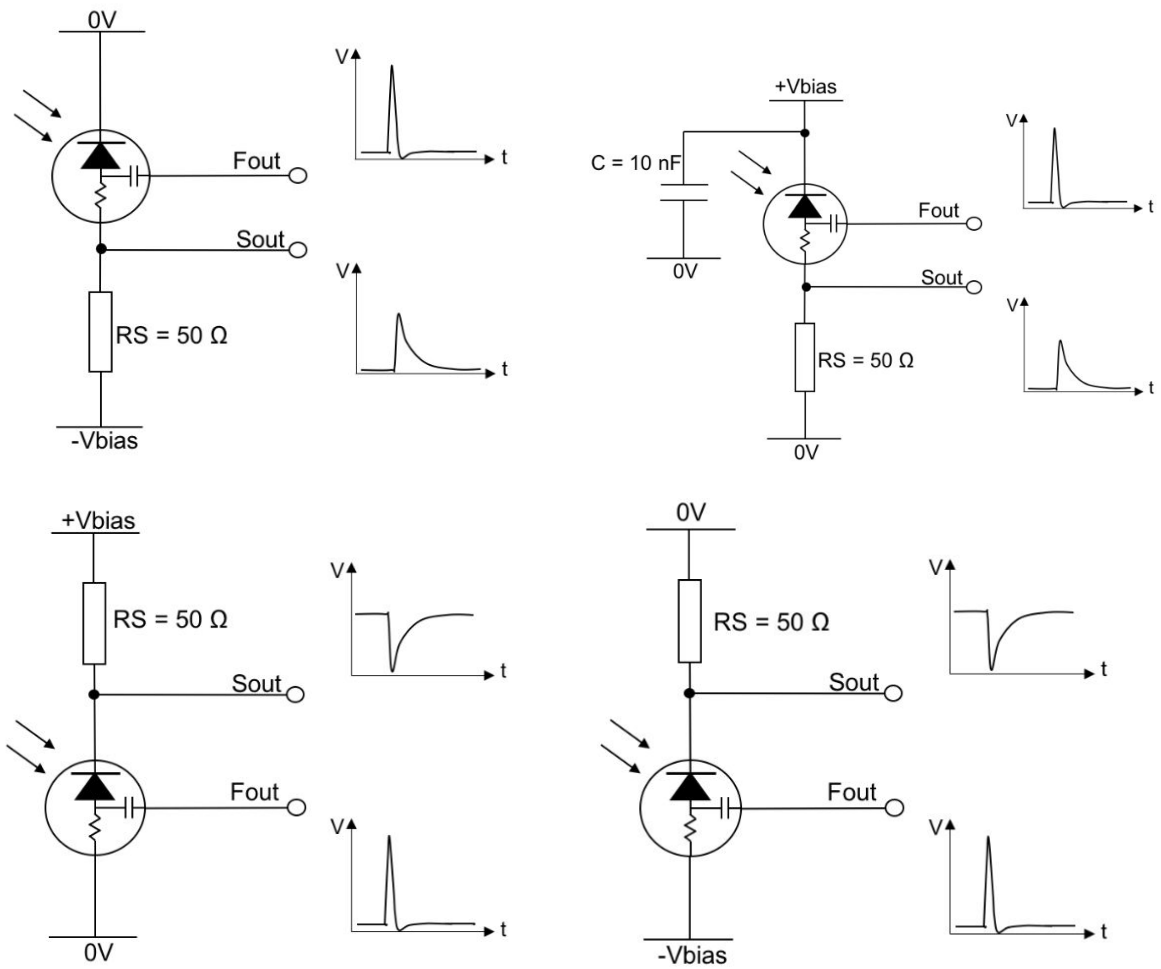 0V
V
t
Fout
Sout
V
t
RS = 50 Ω
-Vbias
+Vbias
C = 10 nF
0V
V
t
Fout
Sout
V
t
RS = 50 Ω
0V
+Vbias
RS = 50 Ω
V
t
Sout
Fout
V
t
0V
0V
RS = 50 Ω
V
t
Sout
Fout
V
t
-Vbias